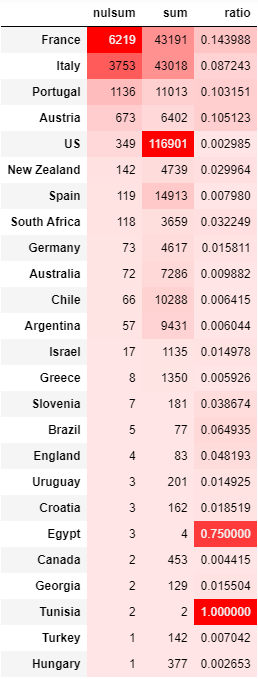 nulsum sum ratio
France 6219 43191 0.143988
Italy 3753 43018 0.087243
Portugal 1136 11013 0.103151
Austria 673 6402 0.105123
US 349 116901 0.002985
New Zealand 142 4739 0.029964
Spain 119 14913 0.007980
South Africa 118 3659 0.032249
Germany 73 4617 0.015811
Australia 72 7286 0.009882
Chile 66 10288 0.006415
Argentina 57 9431 0.006044
Israel 17 1135 0.014978
Greece 8 1350 0.005926
Slovenia 7 181 0.038674
Brazil 5 77 0.064935
England 4 83 0.048193
Uruguay 3 201 0.014925
Croatia 3 162 0.018519
Egypt 3 4 0.750000
Canada 2 453 0.004415
Georgia 2 129 0.015504
Tunisia 2 2 1.000000
Turkey 1 142 0.007042
Hungary 1 377 0.002653